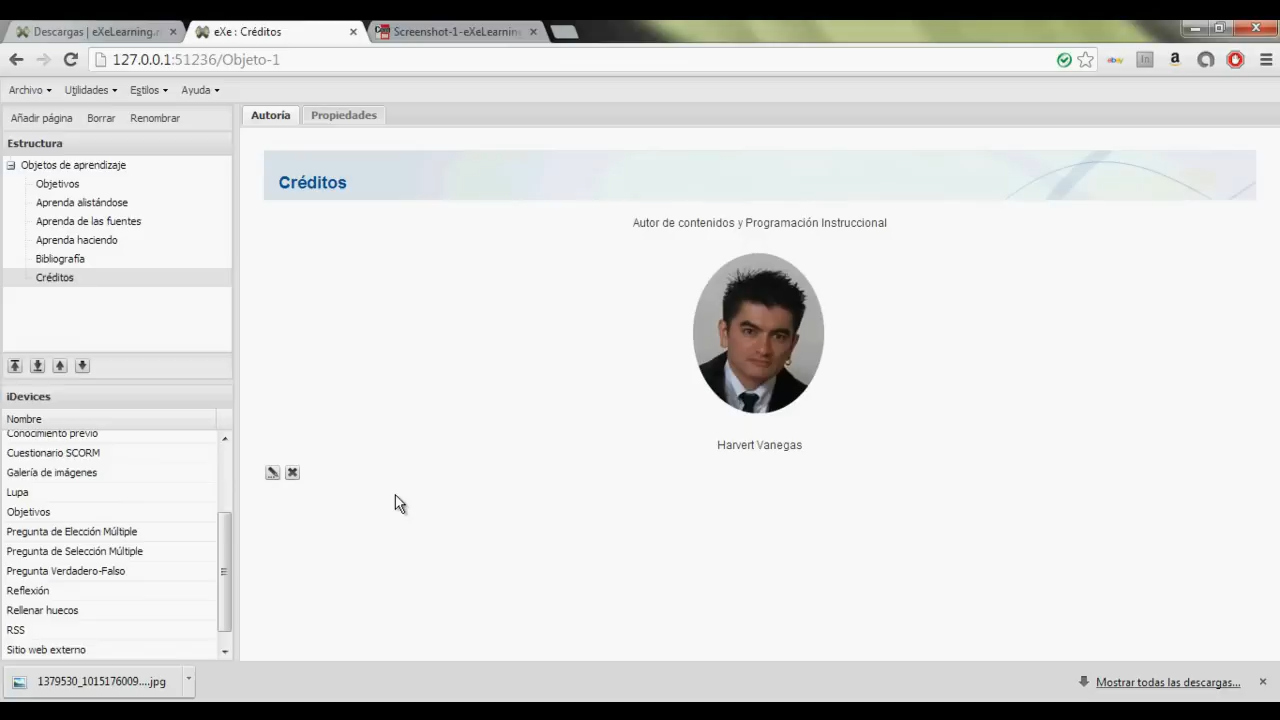 Descargas | eXeLearning.n
eXe : Créditos
Screenshot-1-eXeLearning
127.0.0.1:51236/Objeto-1
ebay
in
a
Archivo
Utilidades
Estilos
Ayuda
Añadir página
Borrar
Renombrar
Autoría
Propiedades
Estructura
Objetos de aprendizaje
Objetivos
Aprenda alistándose
Aprenda de las fuentes
Aprenda haciendo
Bibliografía
Créditos
Créditos
Autor de contenidos y Programación Instruccional
Harvert Vanegas
iDevices
Nombre
Conocimiento previo
Cuestionario SCORM
Galería de imágenes
Lupa
Objetivos
Pregunta de Elección Múltiple
Pregunta de Selección Múltiple
Pregunta Verdadero-Falso
Reflexión
Rellenar huecos
RSS
Sitio web externo
1379530_1015176009....jpg
Mostrar todas las descargas...